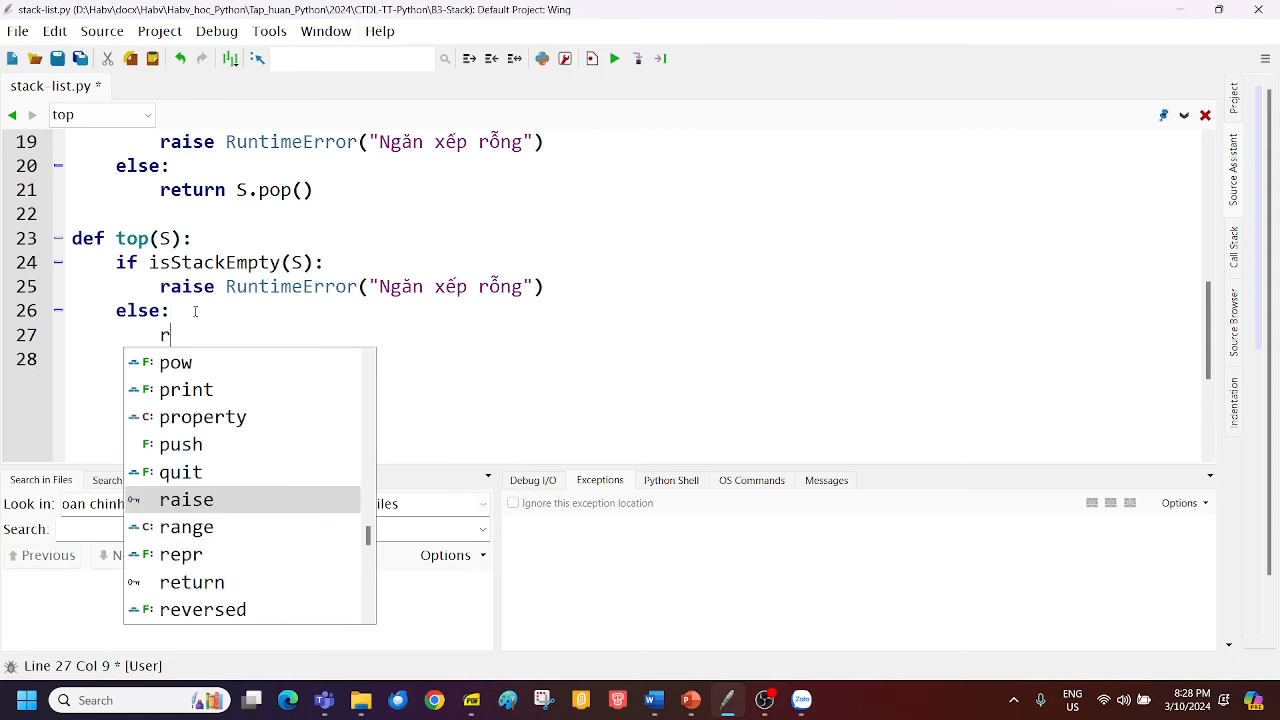 stack-list.py (D:\Habv\docx\Habv\Habv_hoc_Python\Tap_huan_Python\2024\CTDL-TT-Python\B3-Stack): Default Project: Wing
File Edit Source Project Debug Tools Window Help
stack-list.py *
top
19 raise RuntimeError("Ngăn xếp rỗng")
20 else:
21 return S.pop()
22
23 def top(S):
24 if isStackEmpty(S):
25 raise RuntimeError("Ngăn xếp rỗng")
26 else:
27 r
28
F: pow
F: print
C: property
F: push
F: quit
raise
C: range
F: repr
return
F: reversed
Project
Source Assistant
Call Stack
Source Browser
Indentation
Search in Files Search
Look in: oan chinh files
Search:
Previous N Options
Debug I/O Exceptions Python Shell OS Commands Messages
Ignore this exception location Options
Line 27 Col 9 * [User]
Search
ENG
US
8:28 PM
3/10/2024